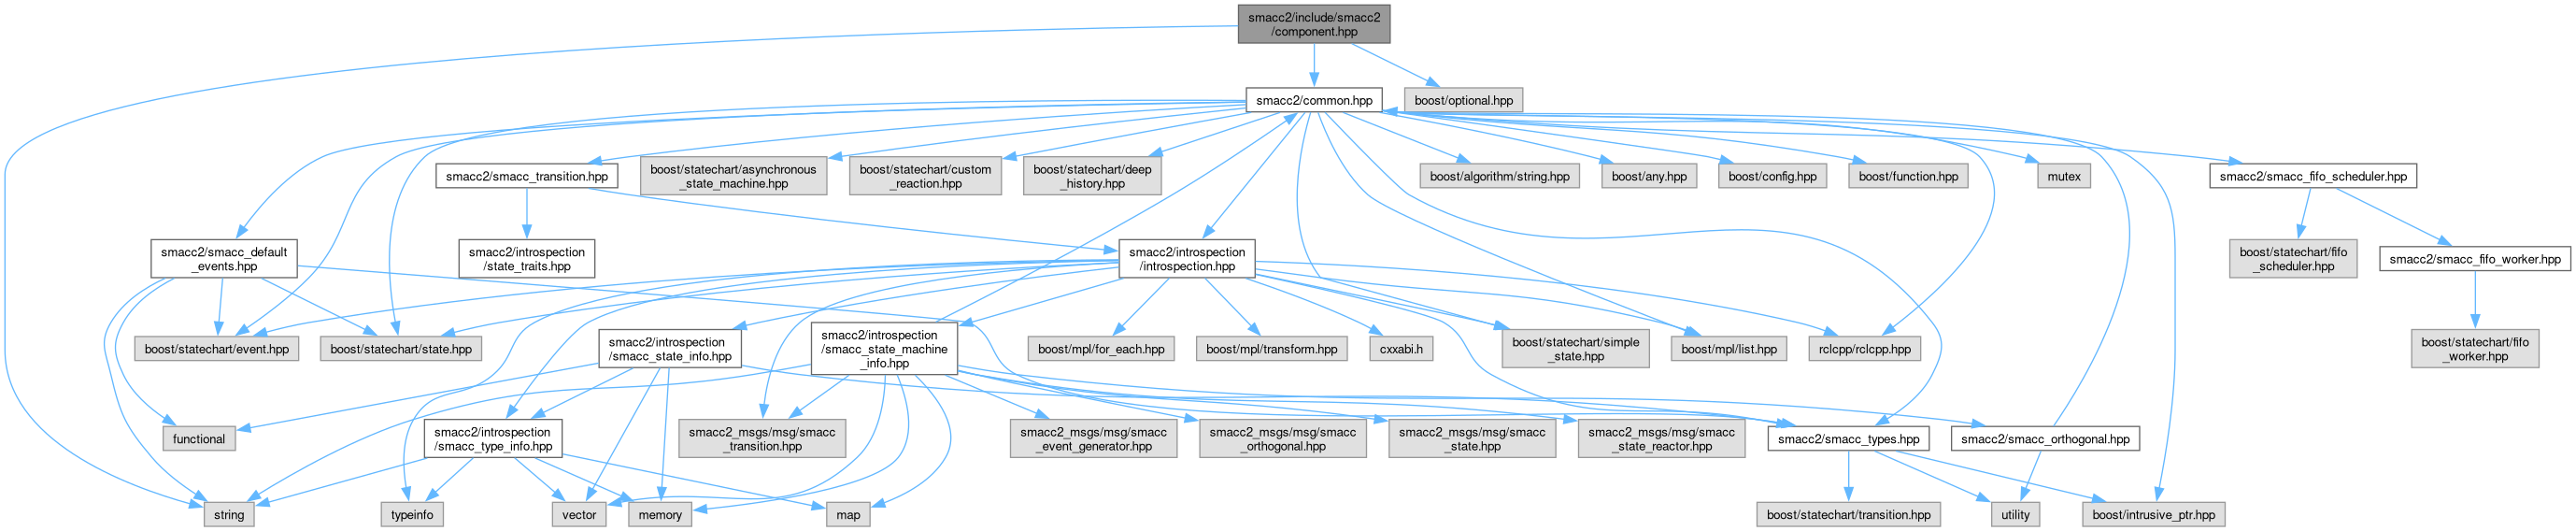 smacc2/include/smacc2
/component.hpp
smacc2/common.hpp
boost/optional.hpp
smacc2/smacc_transition.hpp
boost/statechart/asynchronous
_state_machine.hpp
boost/statechart/custom
_reaction.hpp
boost/statechart/deep
_history.hpp
boost/algorithm/string.hpp
boost/any.hpp
boost/config.hpp
boost/function.hpp
mutex
smacc2/smacc_fifo_scheduler.hpp
smacc2/smacc_default
_events.hpp
smacc2/introspection
/state_traits.hpp
smacc2/introspection
/introspection.hpp
boost/statechart/fifo
_scheduler.hpp
smacc2/smacc_fifo_worker.hpp
boost/statechart/event.hpp
boost/statechart/state.hpp
smacc2/introspection
/smacc_state_info.hpp
smacc2/introspection
/smacc_state_machine
_info.hpp
boost/mpl/for_each.hpp
boost/mpl/transform.hpp
cxxabi.h
boost/statechart/simple
_state.hpp
boost/mpl/list.hpp
rclcpp/rclcpp.hpp
boost/statechart/fifo
_worker.hpp
functional
smacc2/introspection
/smacc_type_info.hpp
smacc2_msgs/msg/smacc
_transition.hpp
smacc2_msgs/msg/smacc
_event_generator.hpp
smacc2_msgs/msg/smacc
_orthogonal.hpp
smacc2_msgs/msg/smacc
_state.hpp
smacc2_msgs/msg/smacc
_state_reactor.hpp
smacc2/smacc_types.hpp
smacc2/smacc_orthogonal.hpp
string
typeinfo
vector
memory
map
boost/statechart/transition.hpp
utility
boost/intrusive_ptr.hpp